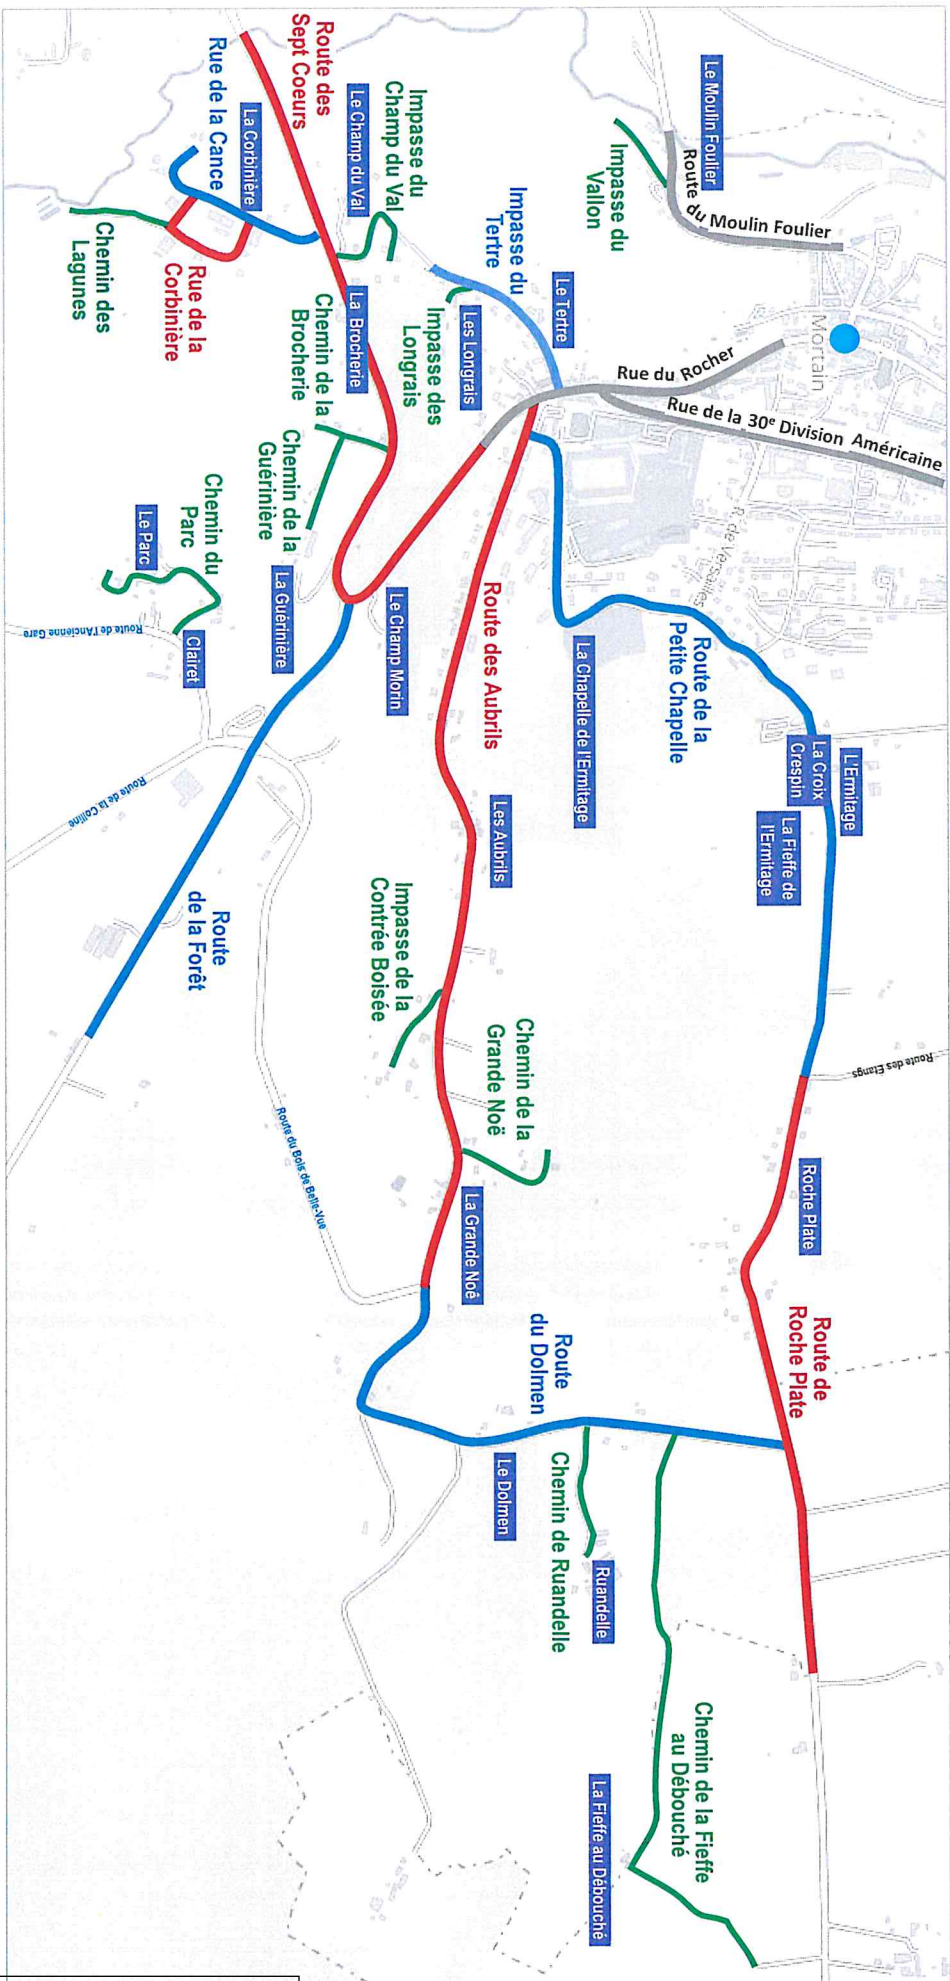 Le Moulin Foulier
Route du Moulin Foulier
Impasse du
Vallon
Mortain
Rue du Rocher
Rue de la 30e Division Américaine
R. de Versailles
Route des
Sept Coeurs
Rue de la Cance
La Corbinière
Impasse du
Champ du Val
Le Champ du Val
Impasse du
Tertre
Le Tertre
Les Longrais
Impasse des
Longrais
La Brocherie
Chemin de la
Brocherie
Rue de la
Corbinière
Chemin des
Lagunes
Chemin de la
Guérinière
La Guérinière
Le Champ Morin
Chemin du
Parc
Le Parc
Clairet
Route de l'Ancienne Gare
Route de la Colline
Route
de la Forêt
Route des Aubrils
Les Aubrils
La Chapelle de l'Ermitage
Route de la
Petite Chapelle
L'Ermitage
La Croix
Crespin
La Fieffe de
l'Ermitage
Route des Etangs
Impasse de la
Contrée Boisée
Chemin de la
Grande Noë
La Grande Noë
Route du Bois de Belle-Vue
Roche Plate
Route de
Roche Plate
Route
du Dolmen
Le Dolmen
Chemin de Ruandelle
Ruandelle
Chemin de la Fieffe
au Débouché
La Fieffe au Débouché